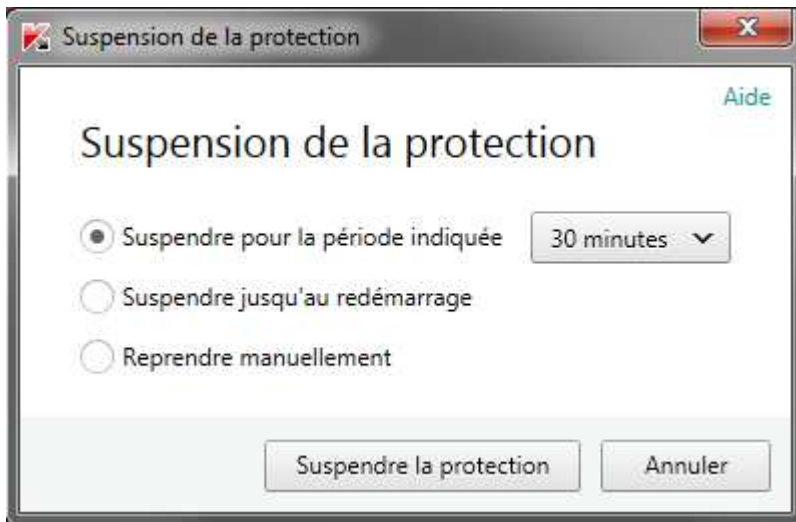 Suspension de la protection
Aide
Suspension de la protection
Suspendre pour la période indiquée 30 minutes
Suspendre jusqu'au redémarrage
Reprendre manuellement
Suspendre la protection Annuler